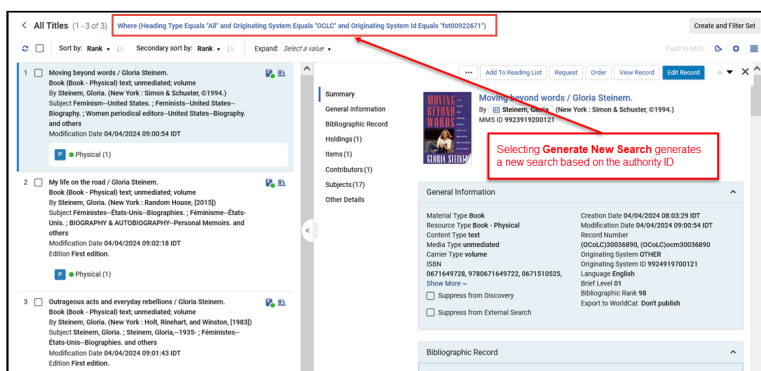 All Titles (1 - 3 of 3) Where (Heading Type Equals "All" and Originating System Equals "OCLC" and Originating System Id Equals "fst00922671")
Create and Filter Set
Sort by: Rank Secondary sort by: Rank Expand: Select a value
Push to MDE
1 Moving beyond words / Gloria Steinem.
Book (Book - Physical) text; unmediated; volume
By Steinem, Gloria. (New York : Simon & Schuster, ©1994.)
Subject Feminism--United States. ; Feminists--United States--
Biography. ; Women periodical editors--United States--Biography.
and others
Modification Date 04/04/2024 09:00:54 IDT
P Physical (1)
2 My life on the road / Gloria Steinem.
Book (Book - Physical) text; unmediated; volume
By Steinem, Gloria. (New York : Random House, [2015])
Subject Féministes--États-Unis--Biographies. ; Féminisme--États-
Unis. ; BIOGRAPHY & AUTOBIOGRAPHY--Personal Memoirs. and
others
Modification Date 04/04/2024 09:02:18 IDT
Edition First edition.
P Physical (1)
3 Outrageous acts and everyday rebellions / Gloria Steinem.
Book (Book - Physical) text; unmediated; volume
By Steinem, Gloria. (New York : Holt, Rinehart, and Winston, [1983])
Subject Steinem, Gloria. ; Steinem, Gloria,--1935- ; Féministes--
États-Unis--Biographies. and others
Modification Date 04/04/2024 09:01:43 IDT
Edition First edition.
Summary
General Information
Bibliographic Record
Holdings (1)
Items (1)
Contributors (1)
Subjects (17)
Other Details
Add To Reading List Request Order View Record Edit Record
MOVING
BEYOND
WORDS
GLORIA STEINEM
Moving beyond words / Gloria Steinem.
By Steinem, Gloria. (New York : Simon & Schuster, ©1994.)
MMS ID 9923919200121
Selecting Generate New Search generates
a new search based on the authority ID
General Information
Material Type Book
Resource Type Book - Physical
Content Type text
Media Type unmediated
Carrier Type volume
ISBN
0671649728, 9780671649722, 0671510525,
Show More
Suppress from Discovery
Suppress from External Search
Creation Date 04/04/2024 08:03:29 IDT
Modification Date 04/04/2024 09:00:54 IDT
Record Number
(OCoLC)30036890, (OCoLC)ocm30036890
Originating System OTHER
Originating System ID 9924919700121
Language English
Brief Level 01
Bibliographic Rank 98
Export to WorldCat Don't publish
Bibliographic Record